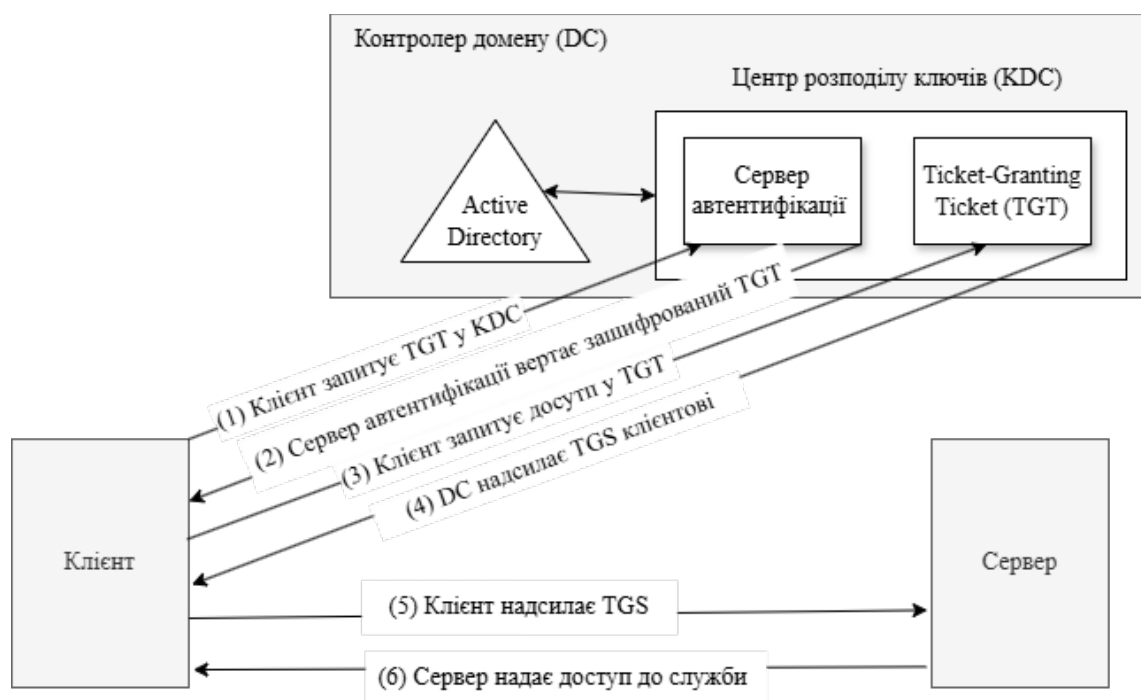 Контролер домену (DC)
Центр розподілу ключів (KDC)
Active
Directory
Сервер
автентифікації
Ticket-Granting
Ticket (TGT)
(1) Клієнт запитує TGT у KDC
(2) Сервер автентифікації вертає зашифрований TGT
(3) Клієнт запитує досутп у TGT
(4) DC надсилає TGS клієнтові
Клієнт
Сервер
(5) Клієнт надсилає TGS
(6) Сервер надає доступ до служби